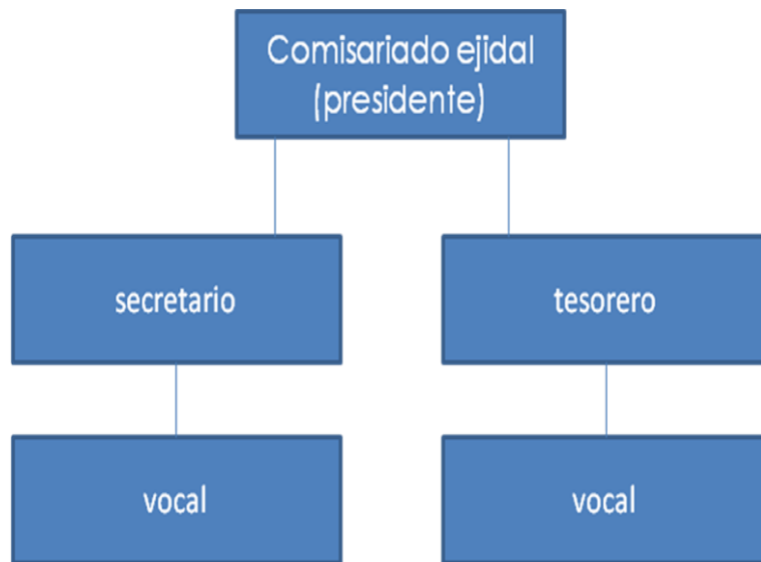 Comisariado ejidal
(presidente)
secretario
tesorero
vocal
vocal